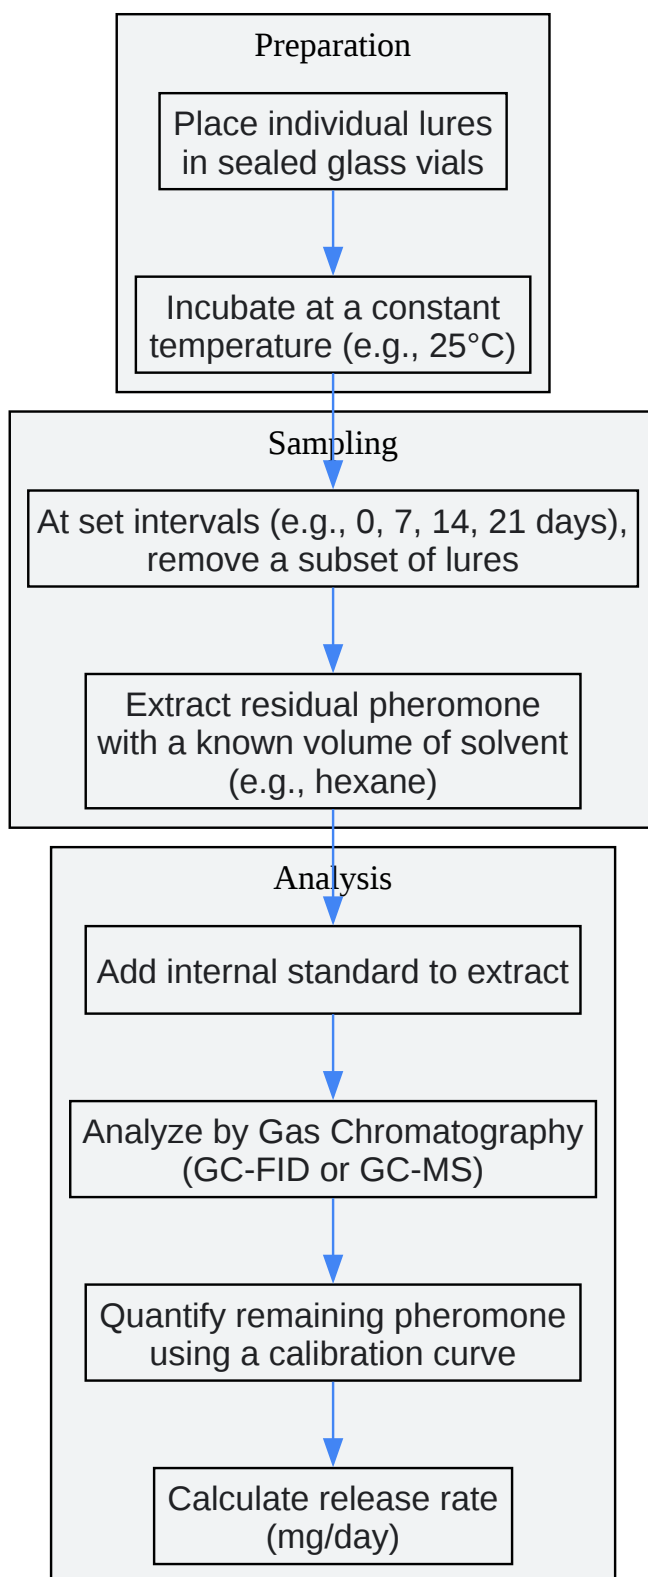 Preparation
Place individual lures
in sealed glass vials
Incubate at a constant
temperature (e.g., 25°C)
Sampling
At set intervals (e.g., 0, 7, 14, 21 days),
remove a subset of lures
Extract residual pheromone
with a known volume of solvent
(e.g., hexane)
Analysis
Add internal standard to extract
Analyze by Gas Chromatography
(GC-FID or GC-MS)
Quantify remaining pheromone
using a calibration curve
Calculate release rate
(mg/day)